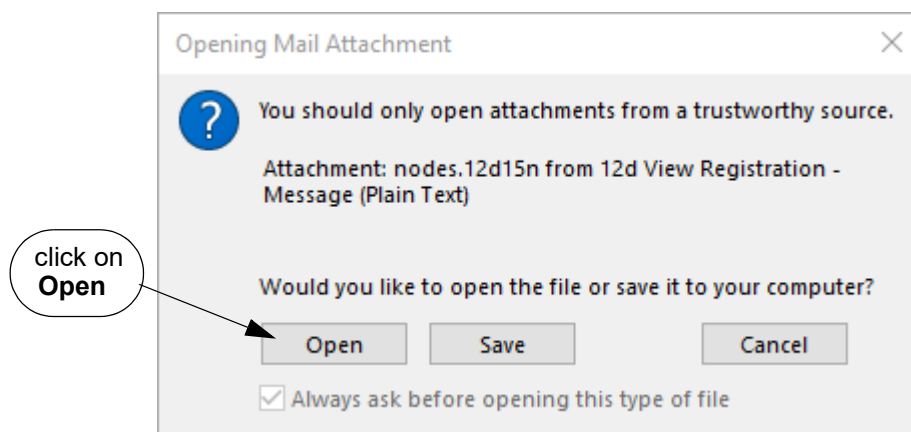 Opening Mail Attachment
You should only open attachments from a trustworthy source.
Attachment: nodes.12d15n from 12d View Registration -
Message (Plain Text)
click on
Open
Would you like to open the file or save it to your computer?
Open Save Cancel
Always ask before opening this type of file